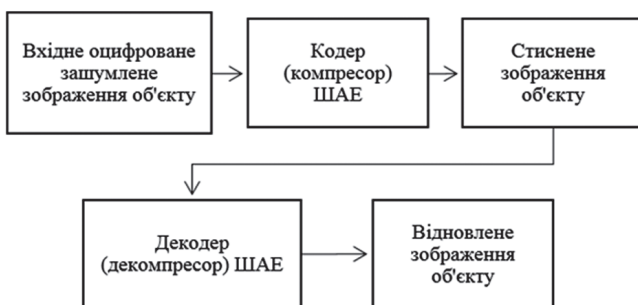 Вхідне оцифроване
зашумлене
зображення об'єкту
Кодер
(компресор)
ШАЕ
Стиснене
зображення
об'єкту
Декодер
(декомпресор) ШАЕ
Відновлене
зображення
об'єкту